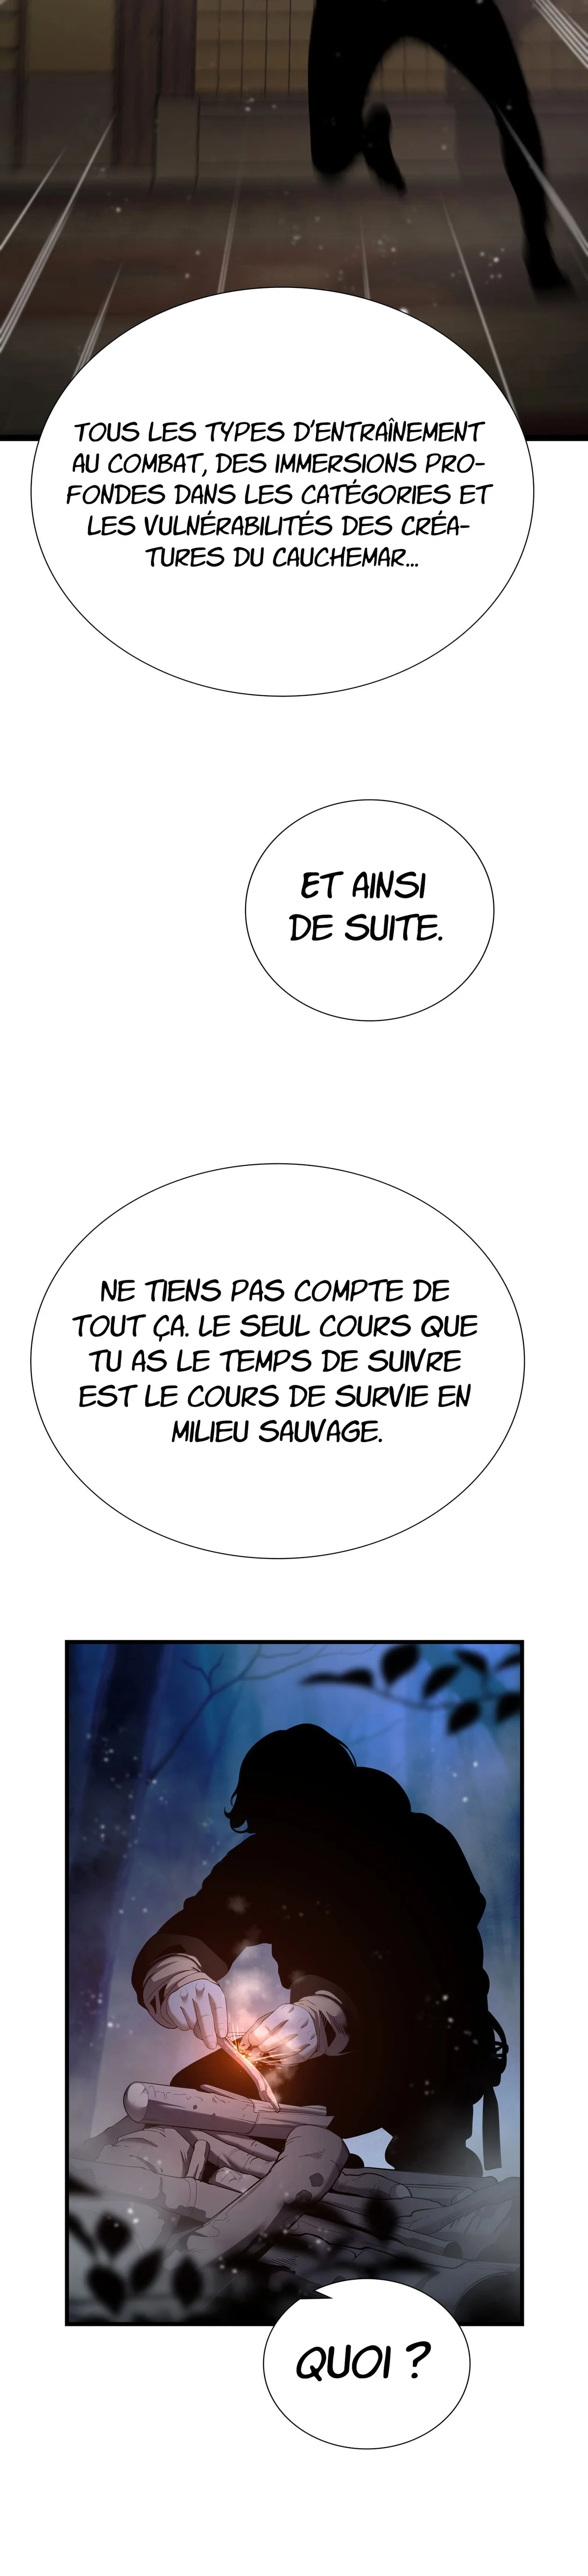 TOUS LES TYPES D'ENTRAÎNEMENT
AU COMBAT, DES IMMERSIONS PRO-
FONDES DANS LES CATÉGORIES ET
LES VULNÉRABILITÉS DES CRÉA-
TURES DU CAUCHEMAR...
ET AINSI
DE SUITE.
NE TIENS PAS COMPTE DE
TOUT ÇA. LE SEUL COURS QUE
TU AS LE TEMPS DE SUIVRE
EST LE COURS DE SURVIE EN
MILIEU SAUVAGE.
QUOI ?